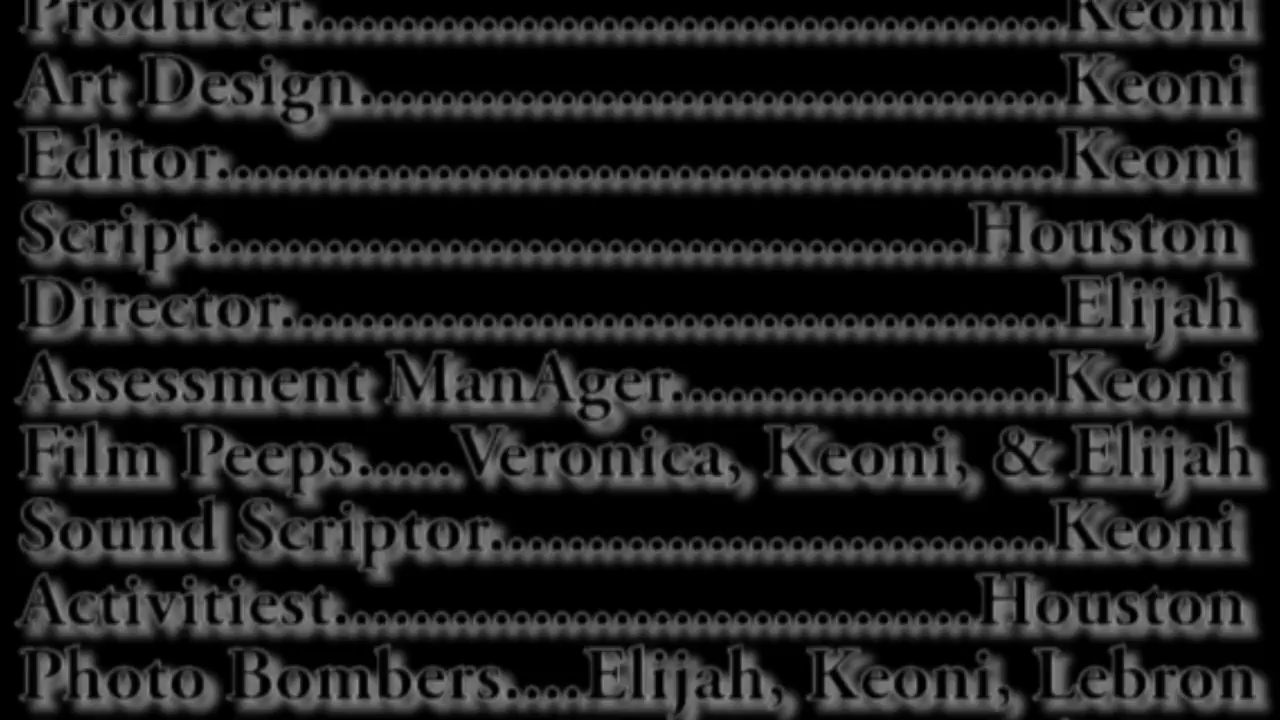 Producer........................................Keoni
Art Design.....................................Keoni
Editor............................................Keoni
Script........................................Houston
Director.........................................Elijah
Assessment ManAger....................Keoni
Film Peeps.....Veronica, Keoni, & Elijah
Sound Scriptor..............................Keoni
Activitiest..................................Houston
Photo Bombers....Elijah, Keoni, Lebron